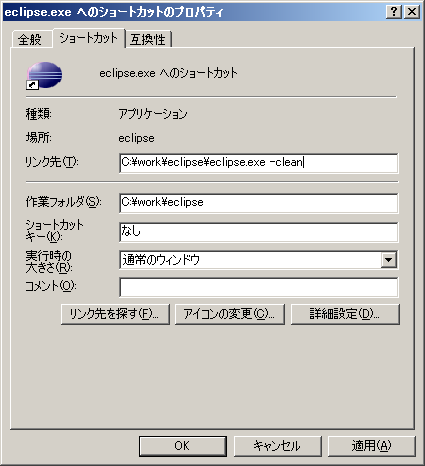 eclipse.exe へのショートカットのプロパティ
全般 ショートカット 互換性
eclipse.exe へのショートカット
種類: アプリケーション
場所: eclipse
リンク先(T): C:¥work¥eclipse¥eclipse.exe -clean
作業フォルダ(S): C:¥work¥eclipse
ショートカット
キー(K): なし
実行時の
大きさ(R): 通常のウィンドウ
コメント(O):
リンク先を探す(F)... アイコンの変更(C)... 詳細設定(D)...
OK キャンセル 適用(A)